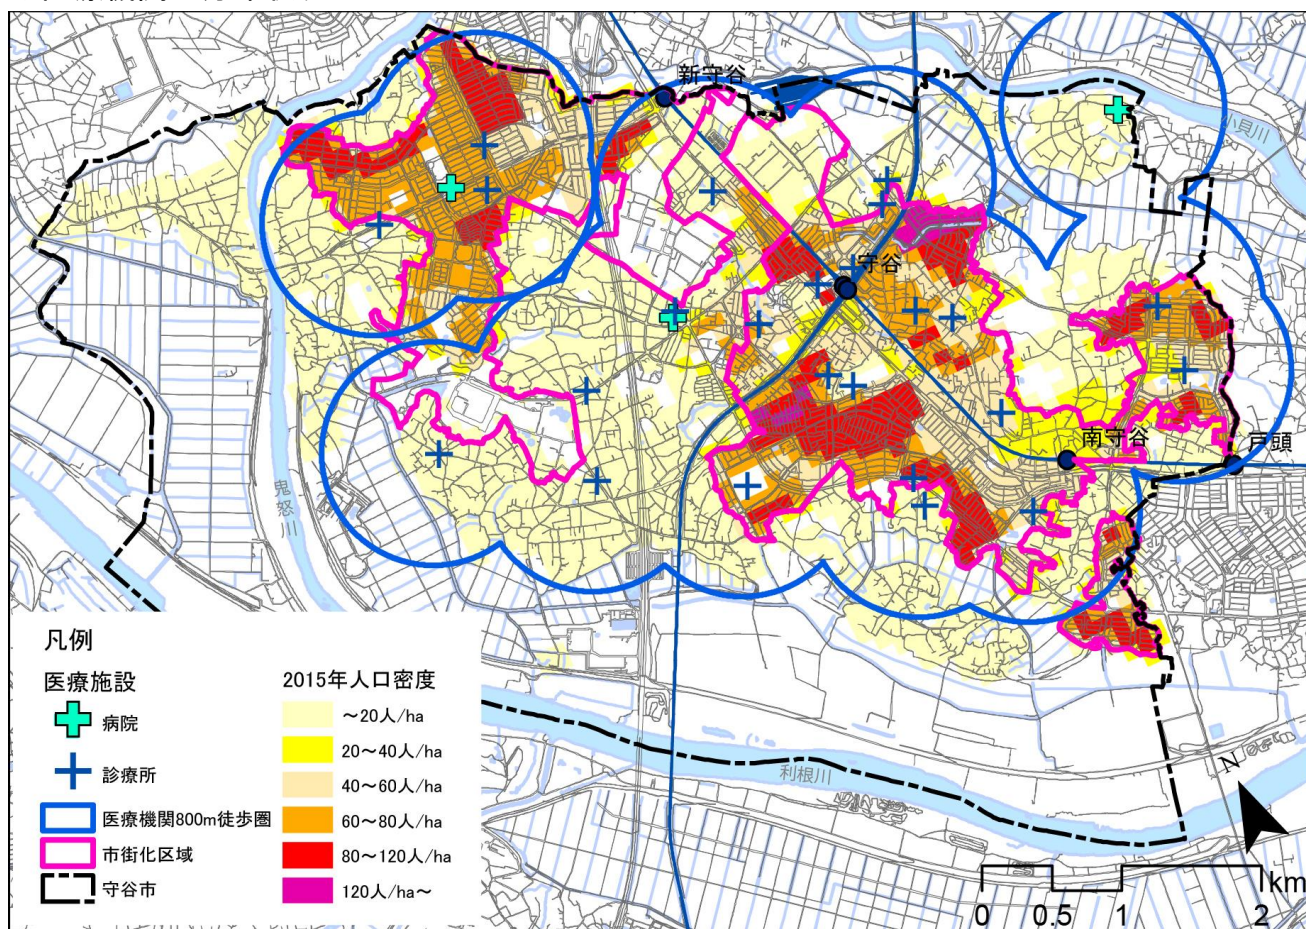 新守谷
小貝川
守谷
南守谷
戸頭
鬼怒川
利根川
N
凡例
医療施設
病院
診療所
医療機関800m徒歩圏
市街化区域
守谷市
2015年人口密度
～20人/ha
20～40人/ha
40～60人/ha
60～80人/ha
80～120人/ha
120人/ha～
km
0 0.5 1 2